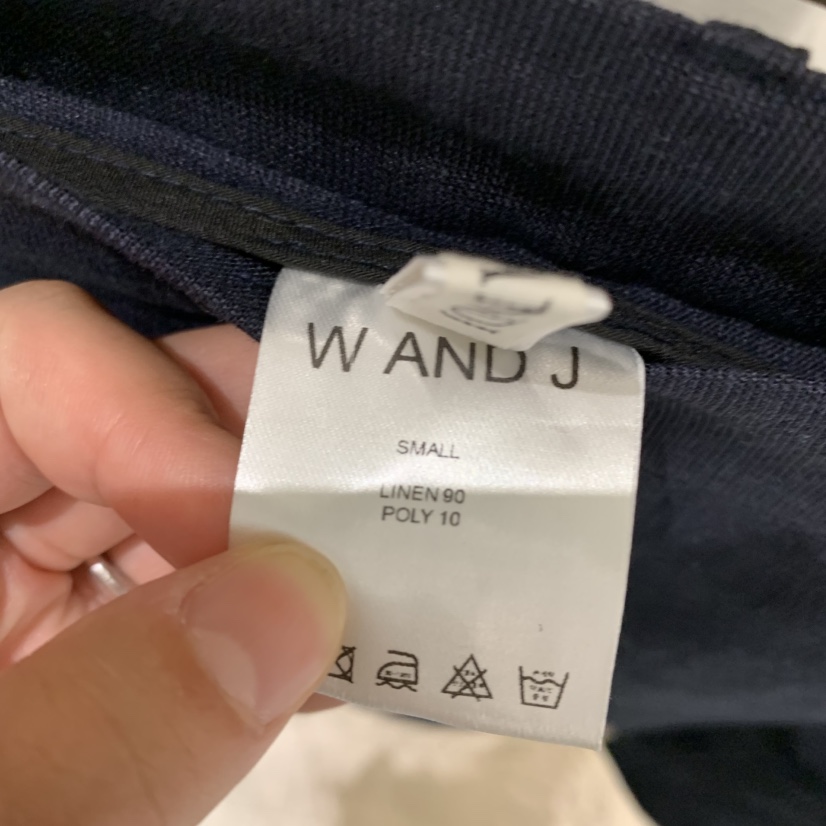 W AND J
SMALL
LINEN 90
POLY 10